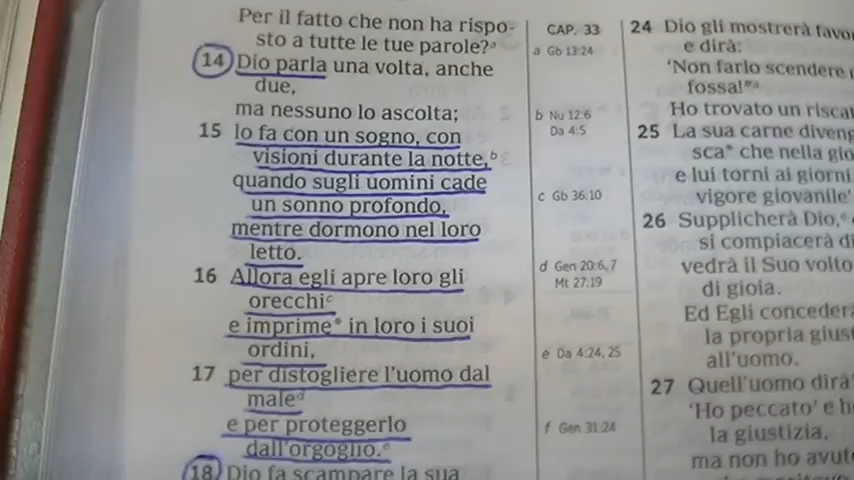 Per il fatto che non ha rispo-
sto a tutte le tue parole?ᵃ
14 Dio parla una volta, anche
due,
ma nessuno lo ascolta;
15 lo fa con un sogno, con
visioni durante la notte,ᵇ
quando sugli uomini cade
un sonno profondo,
mentre dormono nel loro
letto.
16 Allora egli apre loro gli
orecchiᶜ
e imprime* in loro i suoi
ordini,
17 per distogliere l'uomo dal
maleᵈ
e per proteggerlo
dall'orgoglio.ᵉ
18 Dio fa scampare la sua
CAP. 33
a Gb 13:24
b Nu 12:6
Da 4:5
c Gb 36:10
d Gen 20:6, 7
Mt 27:19
e Da 4:24, 25
f Gen 31:24
24 Dio gli mostrerà favo
e dirà:
'Non farlo scendere
fossa!
Ho trovato un riscat
25 La sua carne diveng
sca* che nella gio
e lui torni ai giorni
vigore giovanile'
26 Supplicherà Dio,ᵉ
si compiacerà di
vedrà il Suo volto
di gioia.
Ed Egli concederà
la propria giust
all'uomo.
27 Quell'uomo dirà
'Ho peccato' e h
la giustizia,
ma non ho avut